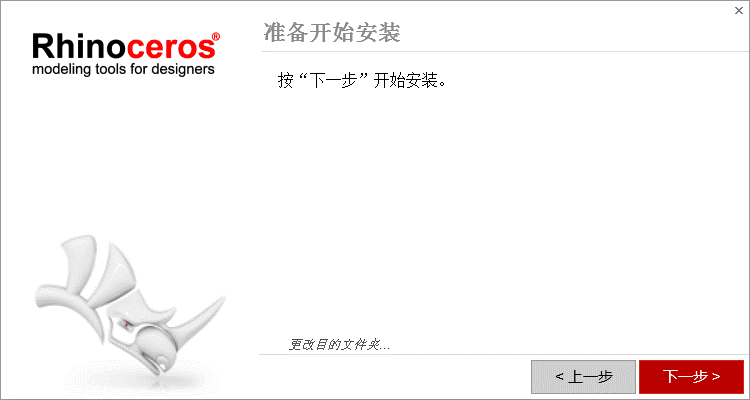 准备开始安装
Rhinoceros®
modeling tools for designers
按“下一步”开始安装。
更改目的文件夹...
< 上一步
下一步 >